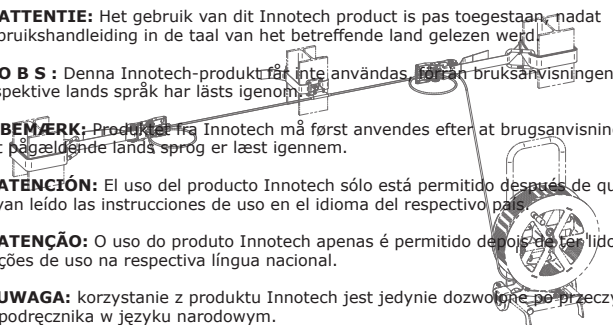 ATTENTIE: Het gebruik van dit Innotech product is pas toegestaan, nadat
bruikshandleiding in de taal van het betreffende land gelezen werd.
O B S : Denna Innotech-produkt får inte användas, förrän bruksanvisningen
spektive lands språk har lästs igenom.
BEMÆRK: Produktet fra Innotech må først anvendes efter at brugsanvisnin
t pågældende lands sprog er læst igennem.
ATENCIÓN: El uso del producto Innotech sólo está permitido después de qu
yan leído las instrucciones de uso en el idioma del respectivo país.
ATENÇÃO: O uso do produto Innotech apenas é permitido depois de ter lido
ções de uso na respectiva língua nacional.
UWAGA: korzystanie z produktu Innotech jest jedynie dozwolone po przeczy
podręcznika w języku narodowym.